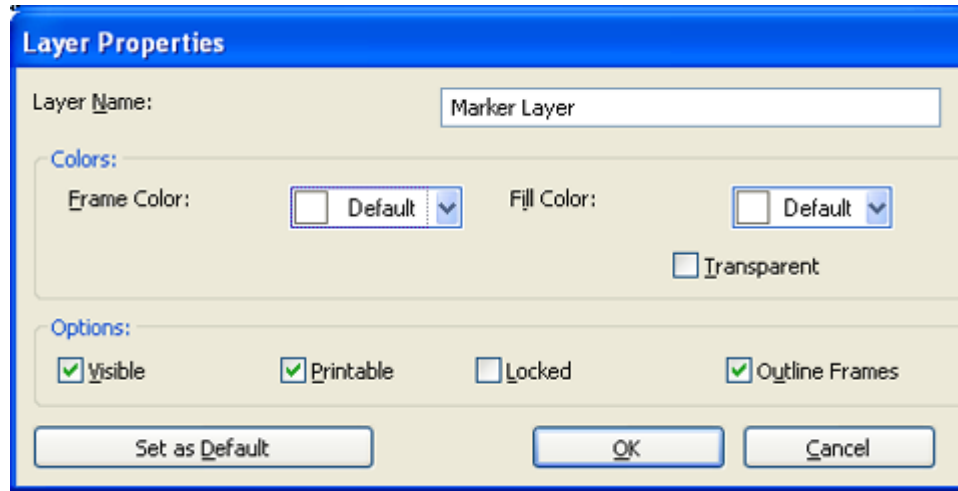 Layer Properties
Layer Name: Marker Layer
Colors:
Frame Color: Default Fill Color: Default
Transparent
Options:
Visible Printable Locked Outline Frames
Set as Default OK Cancel